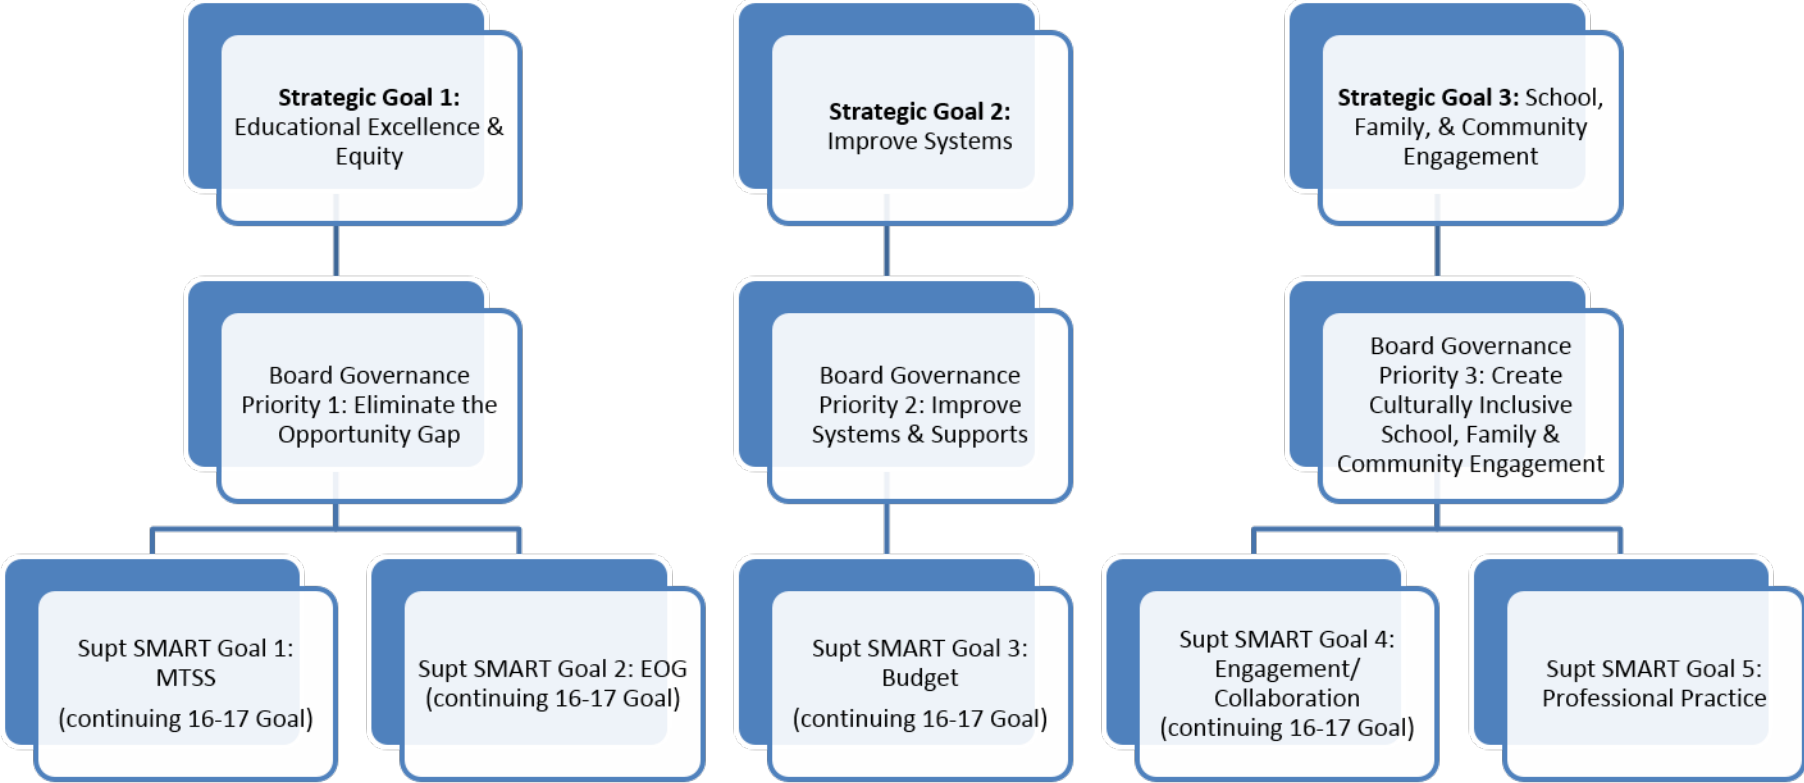 Strategic Goal 1:
Educational Excellence &
Equity
Strategic Goal 2:
Improve Systems
Strategic Goal 3: School,
Family, & Community
Engagement
Board Governance
Priority 1: Eliminate the
Opportunity Gap
Board Governance
Priority 2: Improve
Systems & Supports
Board Governance
Priority 3: Create
Culturally Inclusive
School, Family &
Community Engagement
Supt SMART Goal 1:
MTSS
(continuing 16-17 Goal)
Supt SMART Goal 2: EOG
(continuing 16-17 Goal)
Supt SMART Goal 3:
Budget
(continuing 16-17 Goal)
Supt SMART Goal 4:
Engagement/
Collaboration
(continuing 16-17 Goal)
Supt SMART Goal 5:
Professional Practice